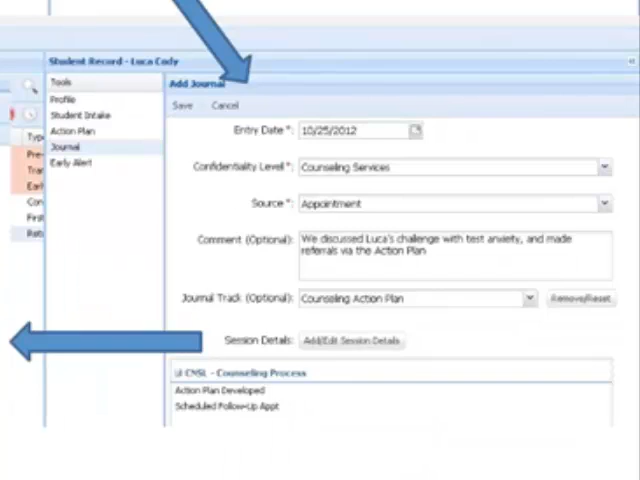 Student Record - Luca Cody
Tools
Profile
Student Intake
Action Plan
Journal
Early Alert
Add Journal
Save Cancel
Entry Date *: 10/25/2012
Confidentiality Level *: Counseling Services
Source *: Appointment
Comment (Optional): We discussed Luca's challenge with test anxiety, and made
referrals via the Action Plan
Journal Track (Optional): Counseling Action Plan Remove/Reset
Session Details: Add/Edit Session Details
CNSL - Counseling Process
Action Plan Developed
Scheduled Follow-Up Appt